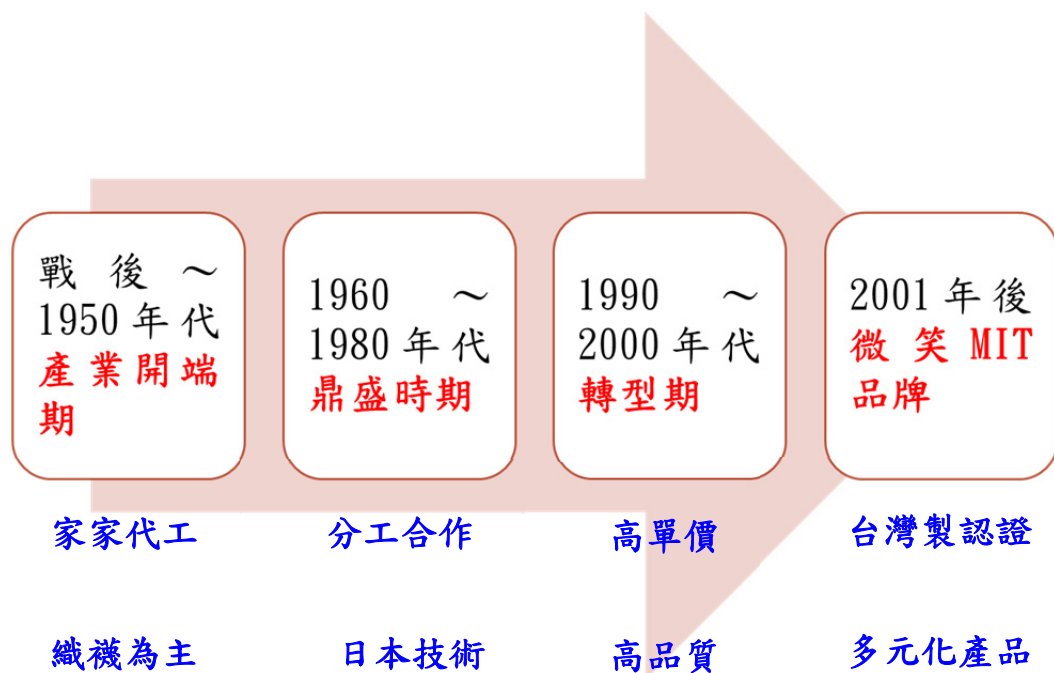 戰後～
1950年代
產業開端
期
1960～
1980年代
鼎盛時期
1990～
2000年代
轉型期
2001年後
微笑MIT
品牌
家家代工
分工合作
高單價
台灣製認證
織襪為主
日本技術
高品質
多元化產品